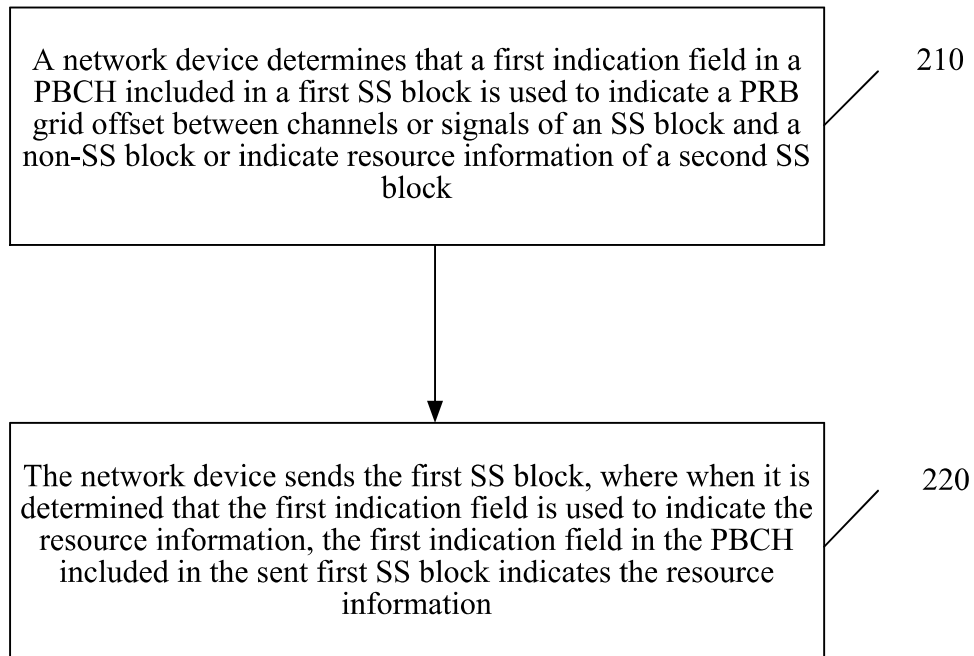 A network device determines that a first indication field in a
PBCH included in a first SS block is used to indicate a PRB
grid offset between channels or signals of an SS block and a
non-SS block or indicate resource information of a second SS
block
210
The network device sends the first SS block, where when it is
determined that the first indication field is used to indicate the
resource information, the first indication field in the PBCH
included in the sent first SS block indicates the resource
information
220